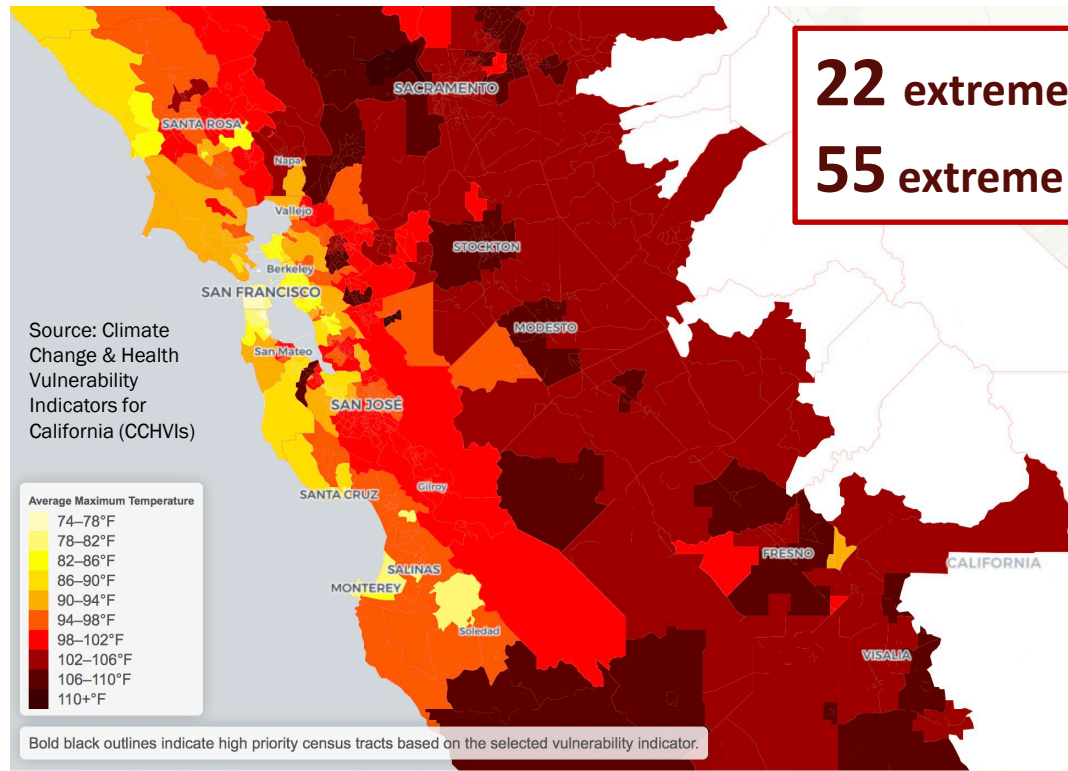 22 extreme
55 extreme
SACRAMENTO
SANTA ROSA
Napa
Vallejo
STOCKTON
Berkeley
SAN FRANCISCO
MODESTO
San Mateo
Source: Climate
Change & Health
Vulnerability
Indicators for
California (CCHVIs)
SAN JOSÉ
Gilroy
SANTA CRUZ
FRESNO
CALIFORNIA
SALINAS
MONTEREY
Soledad
VISALIA
Average Maximum Temperature
74–78°F
78–82°F
82–86°F
86–90°F
90–94°F
94–98°F
98–102°F
102–106°F
106–110°F
110+°F
Bold black outlines indicate high priority census tracts based on the selected vulnerability indicator.